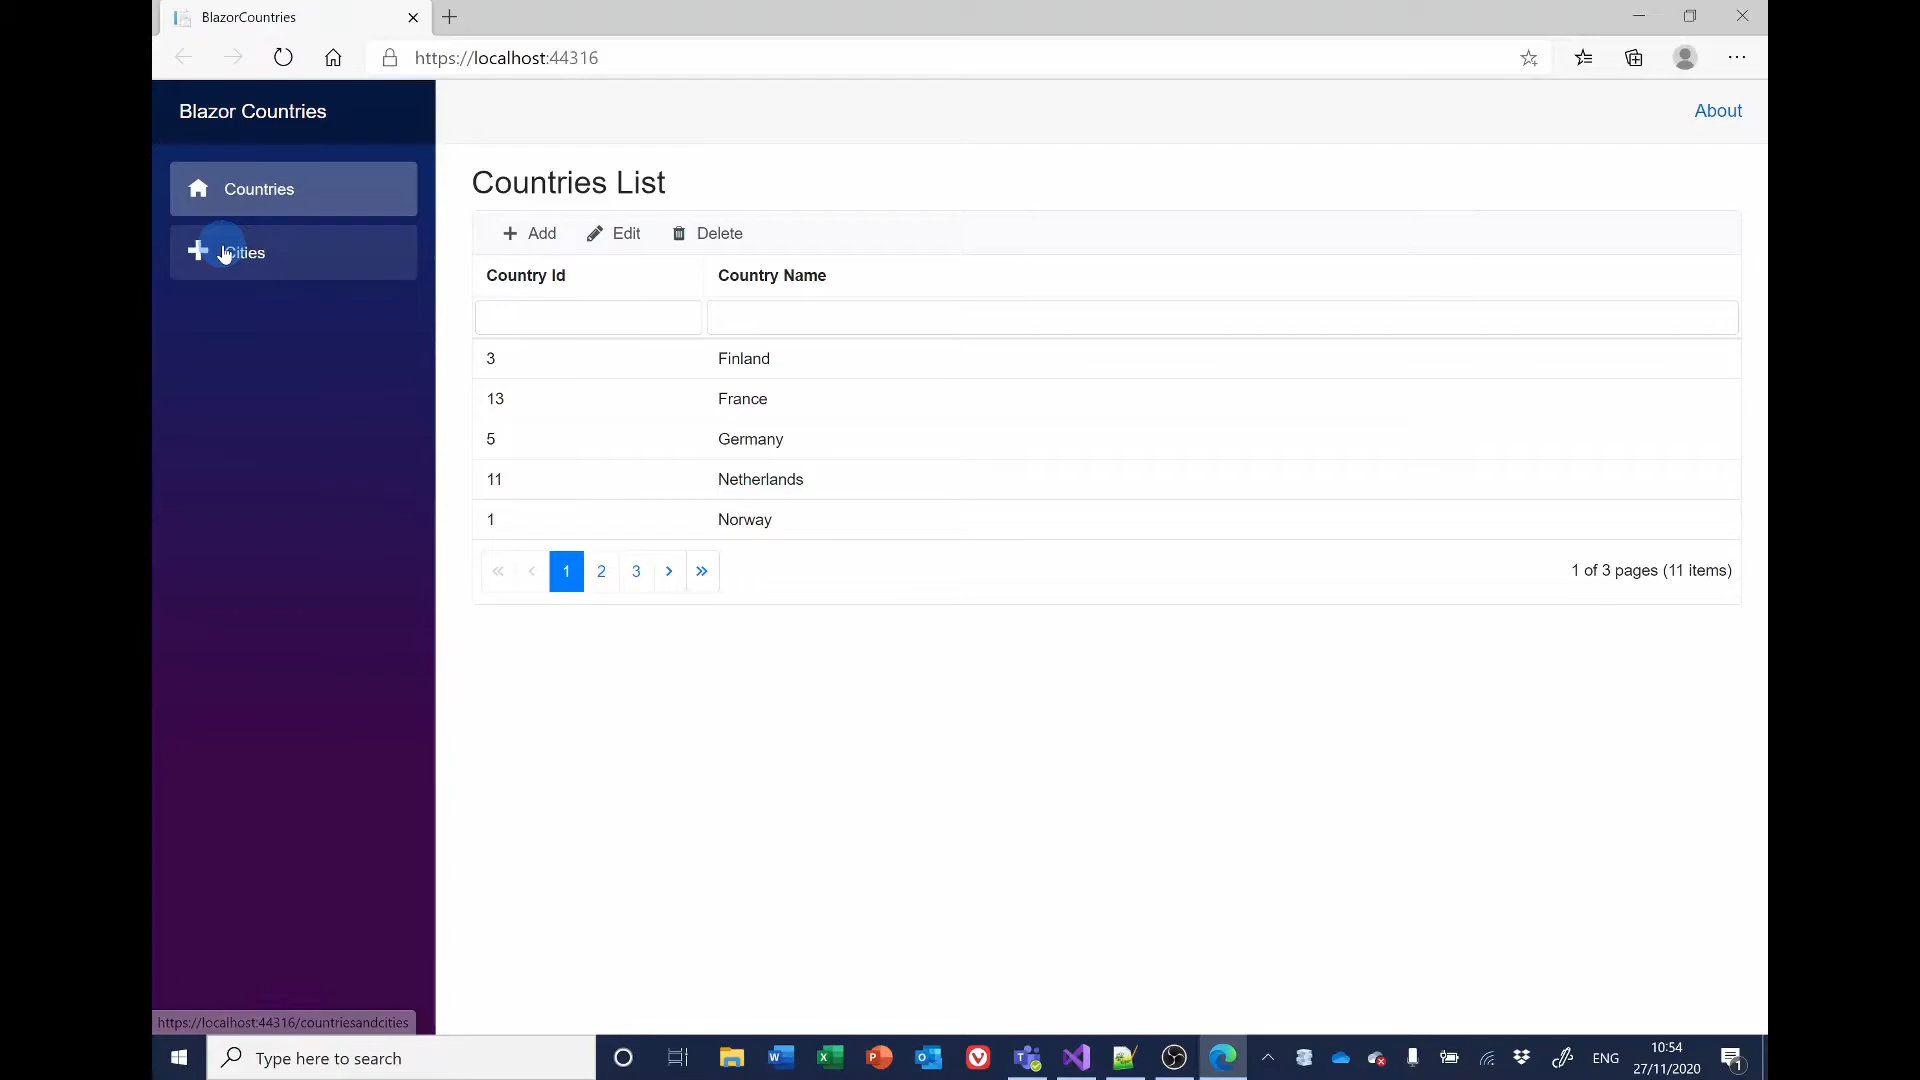 BlazorCountries
https://localhost:44316
Blazor Countries
About
Countries
Cities
Countries List
Add Edit Delete
Country Id Country Name
3 Finland
13 France
5 Germany
11 Netherlands
1 Norway
1 2 3
1 of 3 pages (11 items)
https://localhost:44316/countriesandcities
Type here to search
ENG
10:54
27/11/2020
1